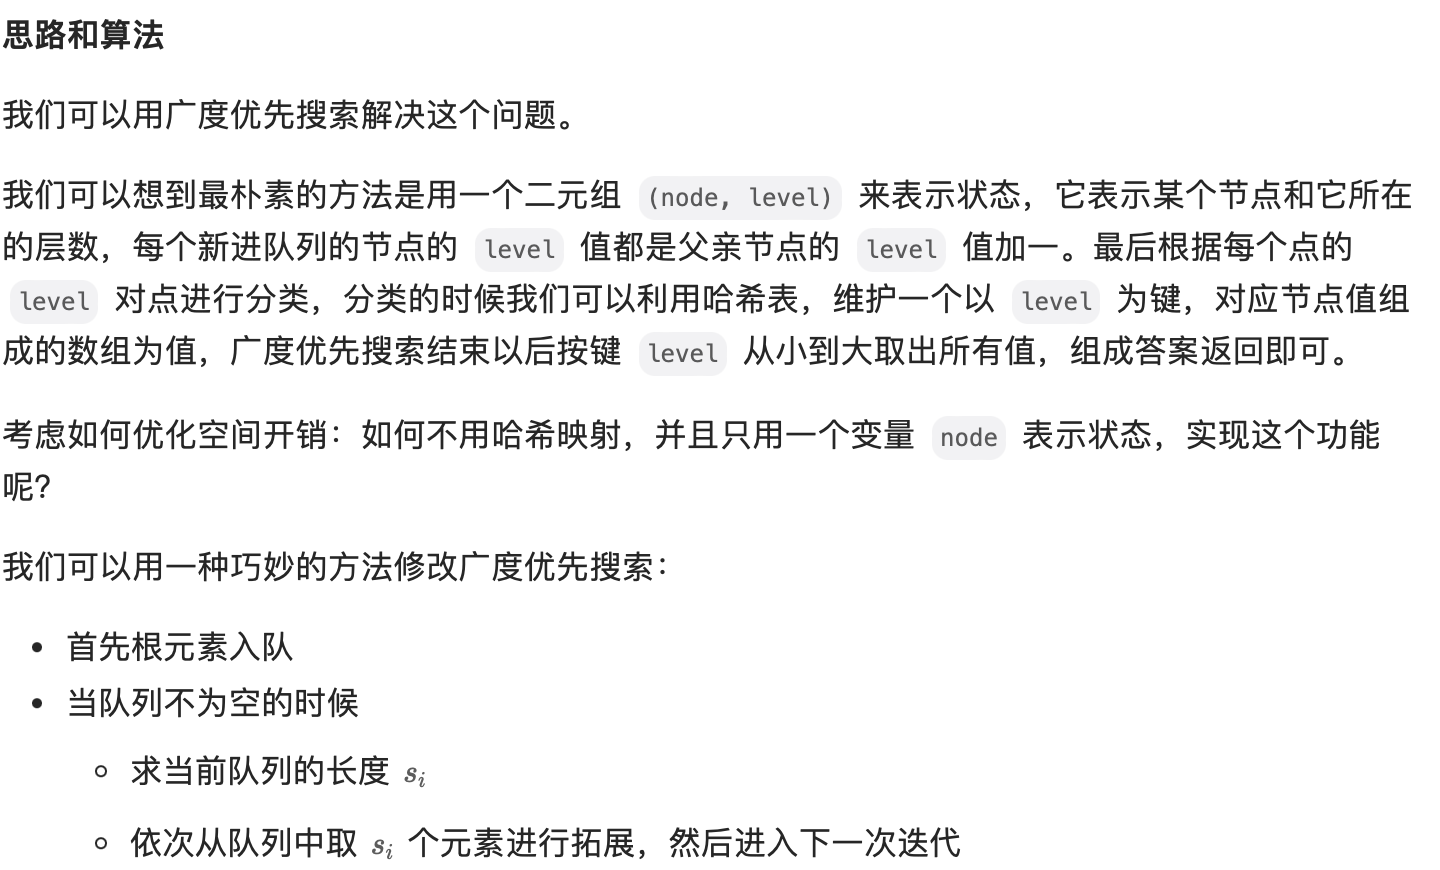 思路和算法
我们可以用广度优先搜索解决这个问题。
我们可以想到最朴素的方法是用一个二元组 (node, level) 来表示状态，它表示某个节点和它所在
的层数，每个新进队列的节点的 level 值都是父亲节点的 level 值加一。最后根据每个点的
level 对点进行分类，分类的时候我们可以利用哈希表，维护一个以 level 为键，对应节点值组
成的数组为值，广度优先搜索结束以后按键 level 从小到大取出所有值，组成答案返回即可。
考虑如何优化空间开销：如何不用哈希映射，并且只用一个变量 node 表示状态，实现这个功能
呢？
我们可以用一种巧妙的方法修改广度优先搜索：
• 首先根元素入队
• 当队列不为空的时候
◦ 求当前队列的长度 sᵢ
◦ 依次从队列中取 sᵢ 个元素进行拓展，然后进入下一次迭代